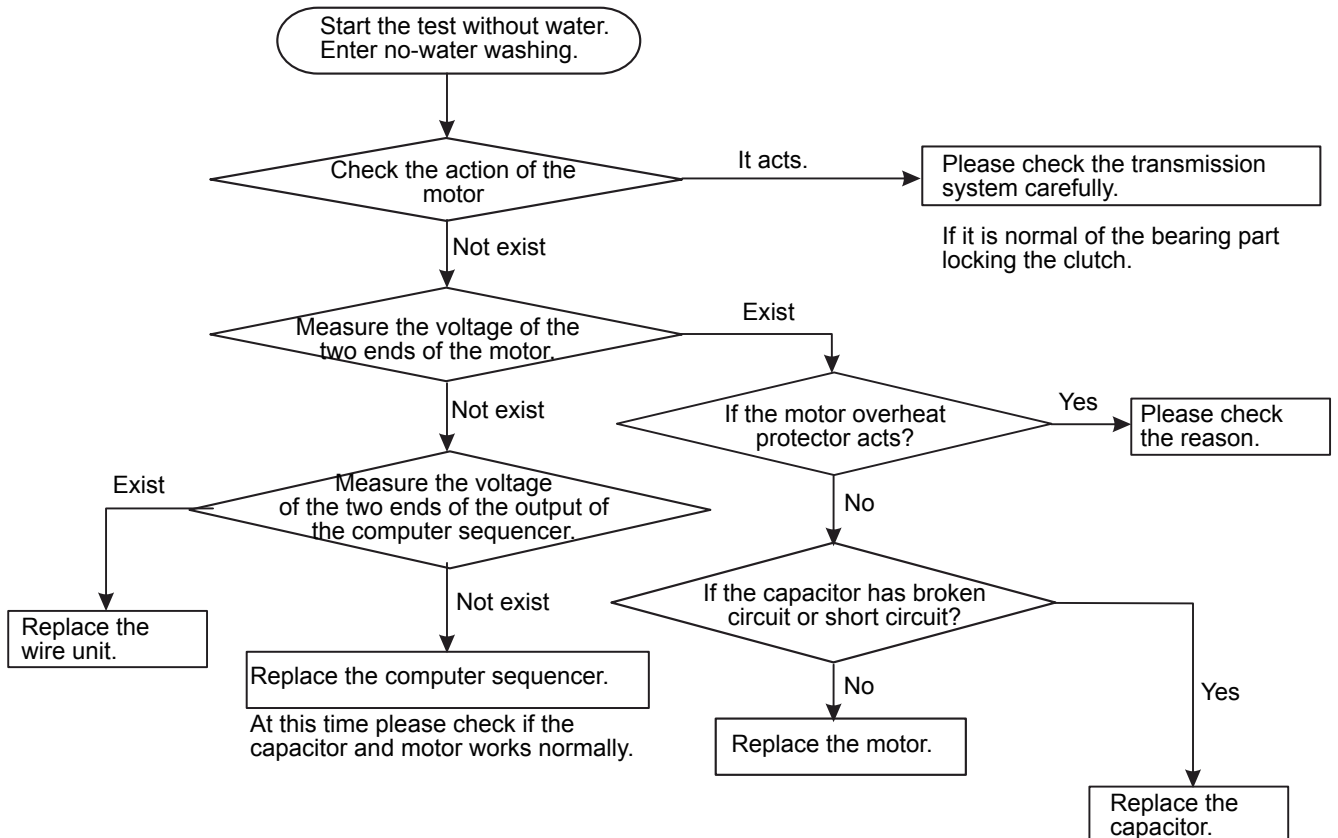 Start the test without water.
Enter no-water washing.
Check the action of the
motor
It acts.
Please check the transmission
system carefully.
If it is normal of the bearing part
locking the clutch.
Not exist
Measure the voltage of the
two ends of the motor.
Exist
If the motor overheat
protector acts?
Yes
Please check
the reason.
Not exist
Measure the voltage
of the two ends of the output of
the computer sequencer.
Exist
Replace the
wire unit.
Not exist
Replace the computer sequencer.
At this time please check if the
capacitor and motor works normally.
No
If the capacitor has broken
circuit or short circuit?
No
Replace the motor.
Yes
Replace the
capacitor.